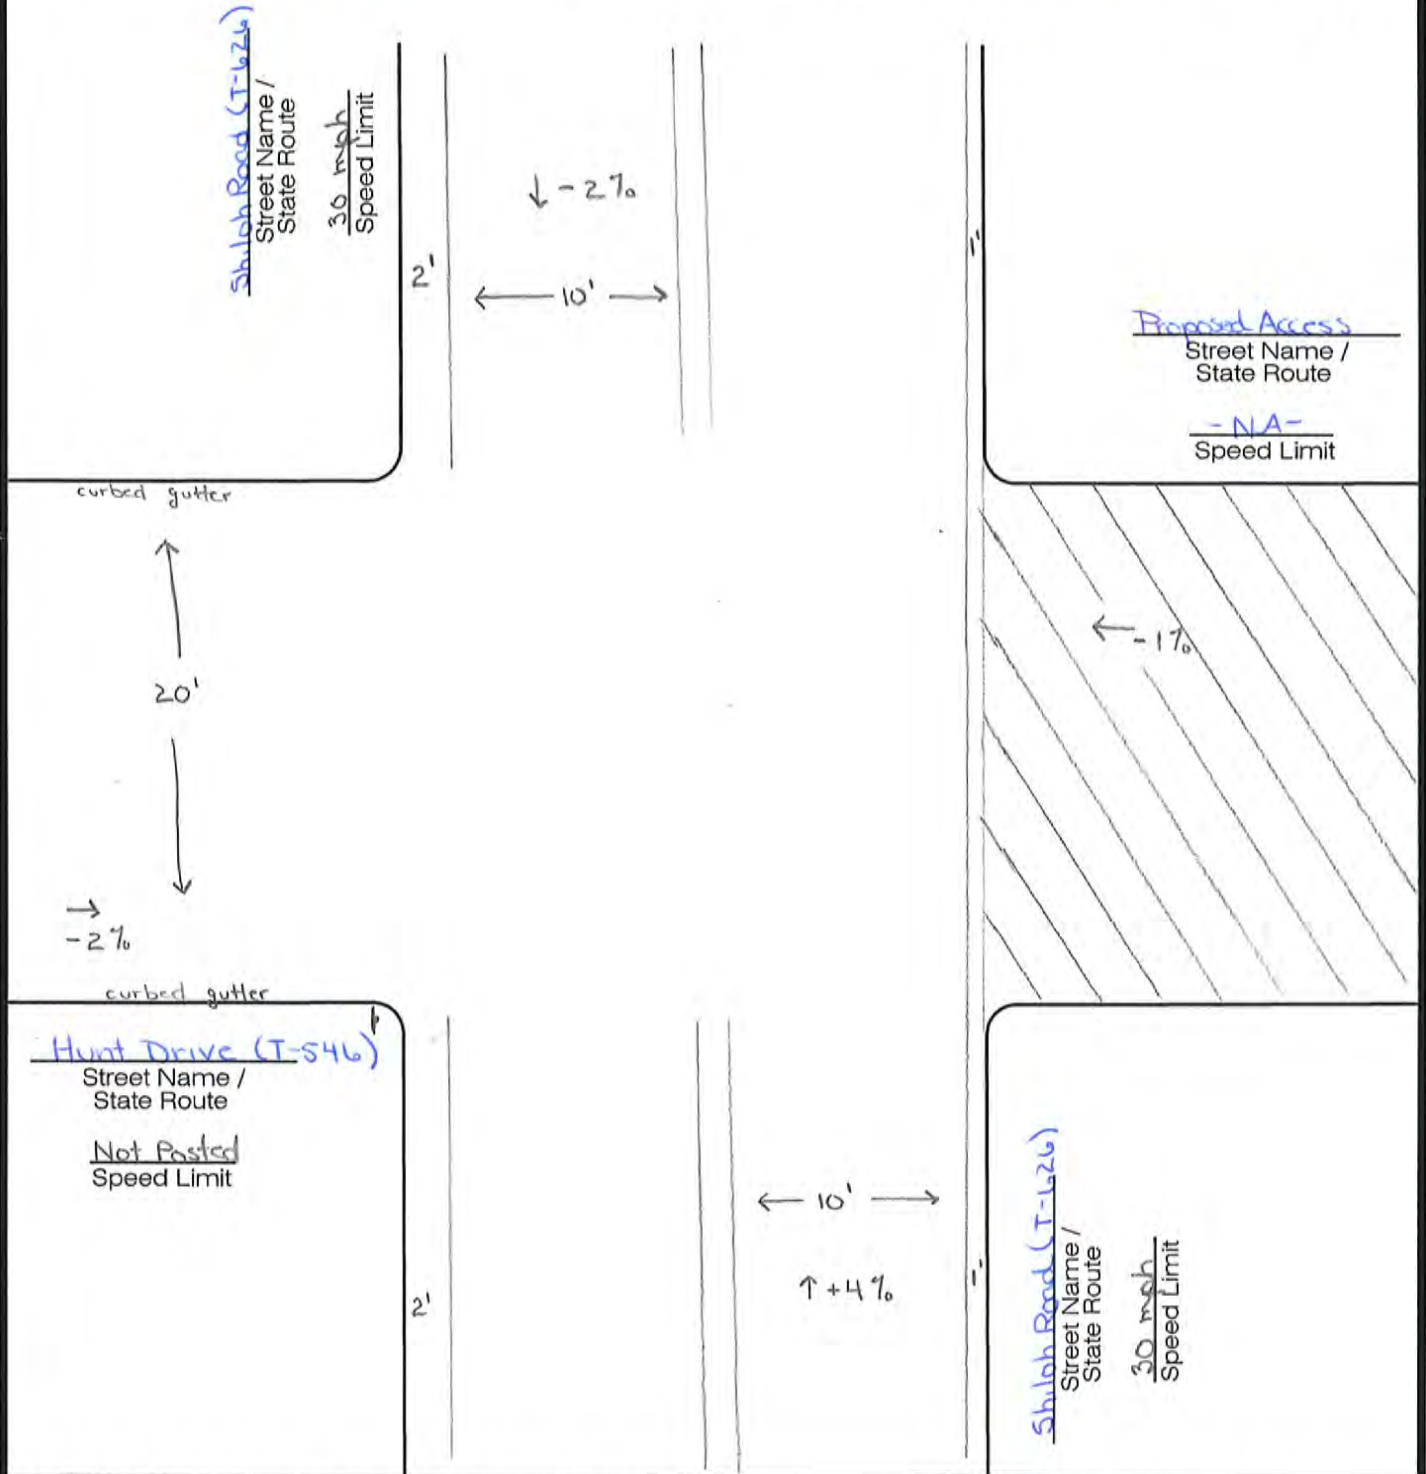 Shiloh Road (T-626)
Street Name /
State Route
30 mph
Speed Limit
2'
↓ -2%
← 10' →
1'
Proposed Access
Street Name /
State Route
-NA-
Speed Limit
curbed gutter
20'
→
-2%
curbed gutter
← -1%
Hunt Drive (T-546)
Street Name /
State Route
Not Posted
Speed Limit
2'
← 10' →
↑ +4%
1'
Shiloh Road (T-626)
Street Name /
State Route
30 mph
Speed Limit